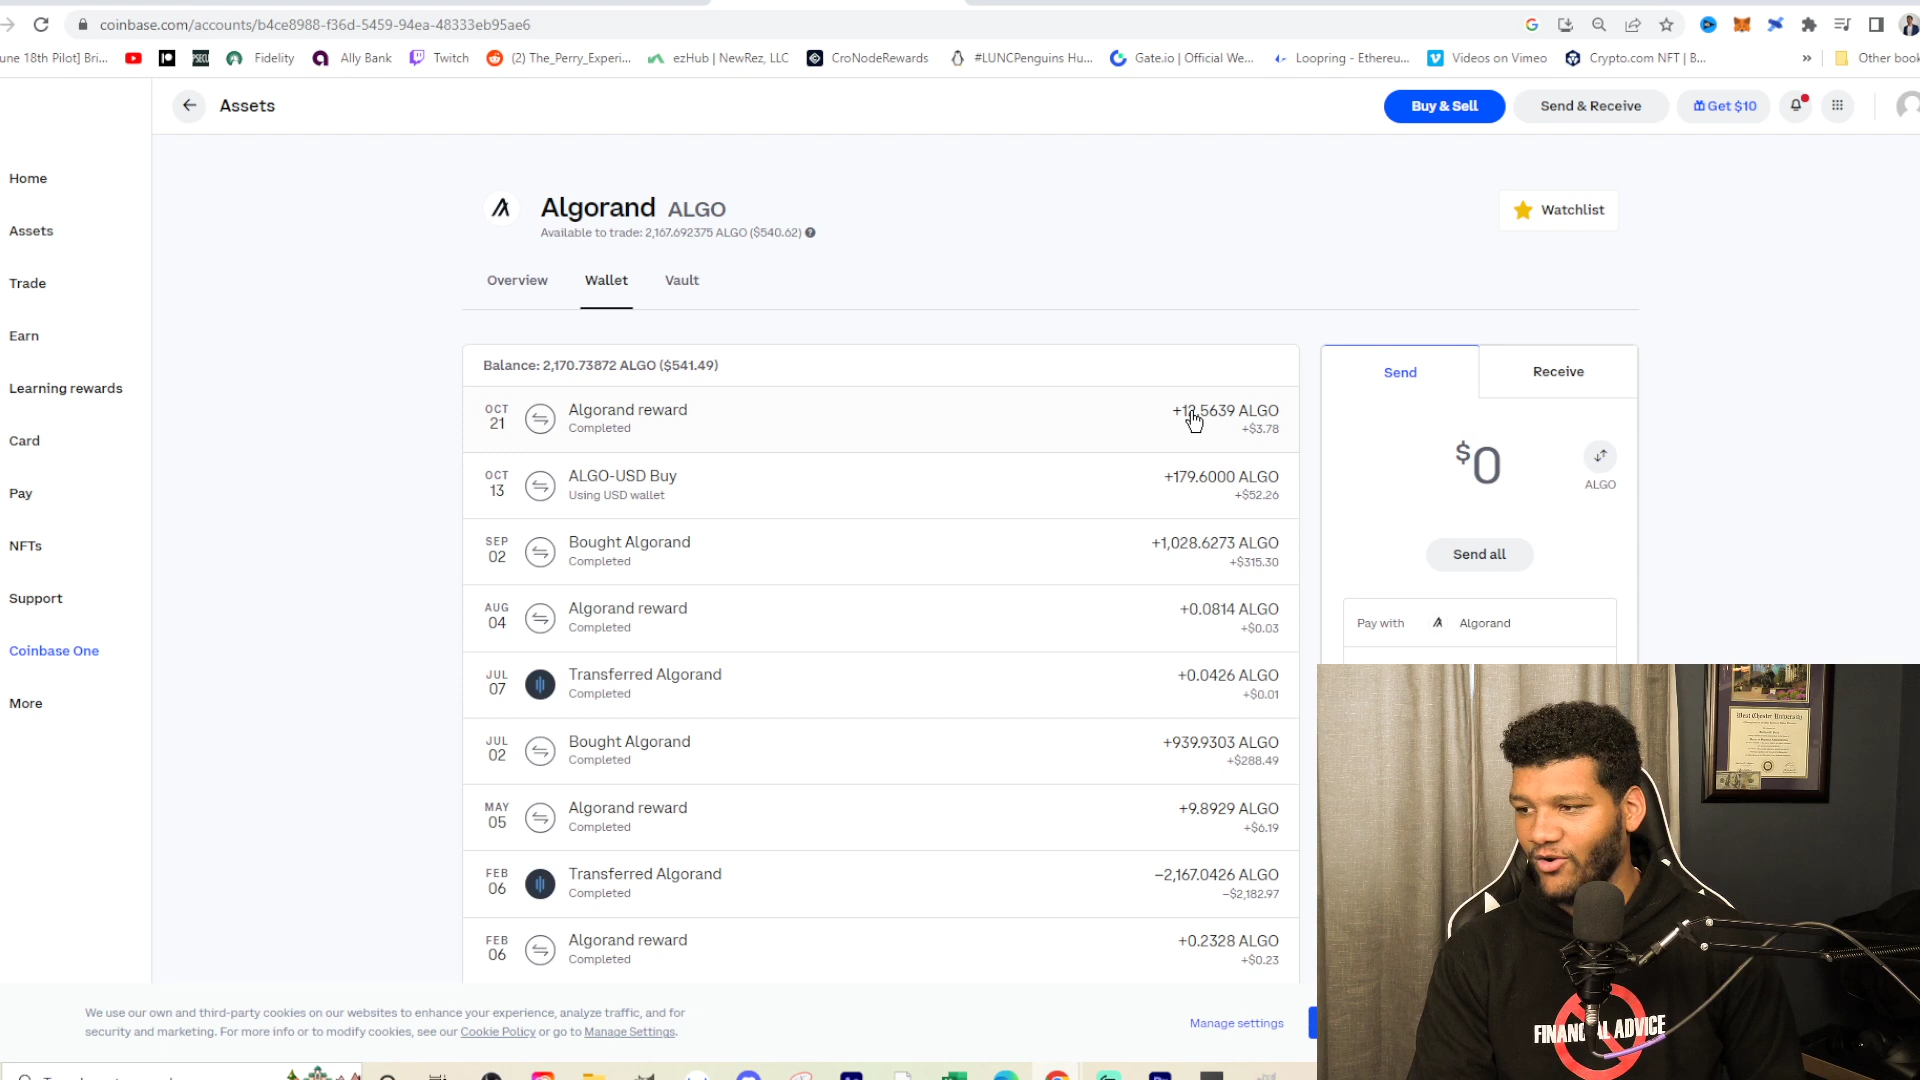 coinbase.com/accounts/b4ce8988-f36d-5459-94ea-48333eb95ae6
une 18th Pilot] Bri... Fidelity Ally Bank Twitch (2) The_Perry_Experi... ezHub | NewRez, LLC CroNodeRewards #LUNCPenguins Hu... Gate.io | Official We... Loopring - Ethereu... Videos on Vimeo Crypto.com NFT | B... » Other book
Assets
Buy & Sell
Send & Receive
Get $10
Home
Assets
Trade
Earn
Learning rewards
Card
Pay
NFTs
Support
Coinbase One
More
Algorand ALGO
Available to trade: 2,167.692375 ALGO ($540.62)
Watchlist
Overview Wallet Vault
Balance: 2,170.73872 ALGO ($541.49)
OCT 21
Algorand reward
Completed
ALGO
+$3.78
OCT 13
ALGO-USD Buy
Using USD wallet
+179.6000 ALGO
+$52.26
SEP 02
Bought Algorand
Completed
+1,028.6273 ALGO
+$315.30
AUG 04
Algorand reward
Completed
+0.0814 ALGO
+$0.03
JUL 07
Transferred Algorand
Completed
+0.0426 ALGO
+$0.01
JUL 02
Bought Algorand
Completed
+939.9303 ALGO
+$288.49
MAY 05
Algorand reward
Completed
+9.8929 ALGO
+$6.19
FEB 06
Transferred Algorand
Completed
−2,167.0426 ALGO
−$2,182.97
FEB 06
Algorand reward
Completed
+0.2328 ALGO
+$0.23
Send
Receive
$0
ALGO
Send all
Pay with Algorand
We use our own and third-party cookies on our websites to enhance your experience, analyze traffic, and for
security and marketing. For more info or to modify cookies, see our Cookie Policy or go to Manage Settings.
Manage settings
West Chester University
FINANCIAL ADVICE